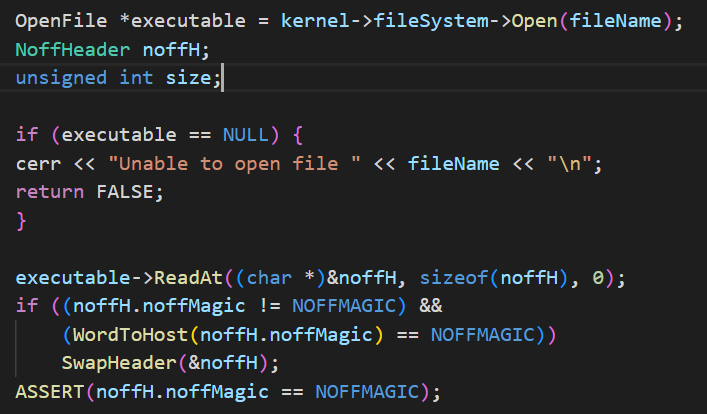 OpenFile *executable = kernel->fileSystem->Open(fileName);
NoffHeader noffH;
unsigned int size;

if (executable == NULL) {
cerr << "Unable to open file " << fileName << "\n";
return FALSE;
}

executable->ReadAt((char *)&noffH, sizeof(noffH), 0);
if ((noffH.noffMagic != NOFFMAGIC) &&
    (WordToHost(noffH.noffMagic) == NOFFMAGIC))
    SwapHeader(&noffH);
ASSERT(noffH.noffMagic == NOFFMAGIC);